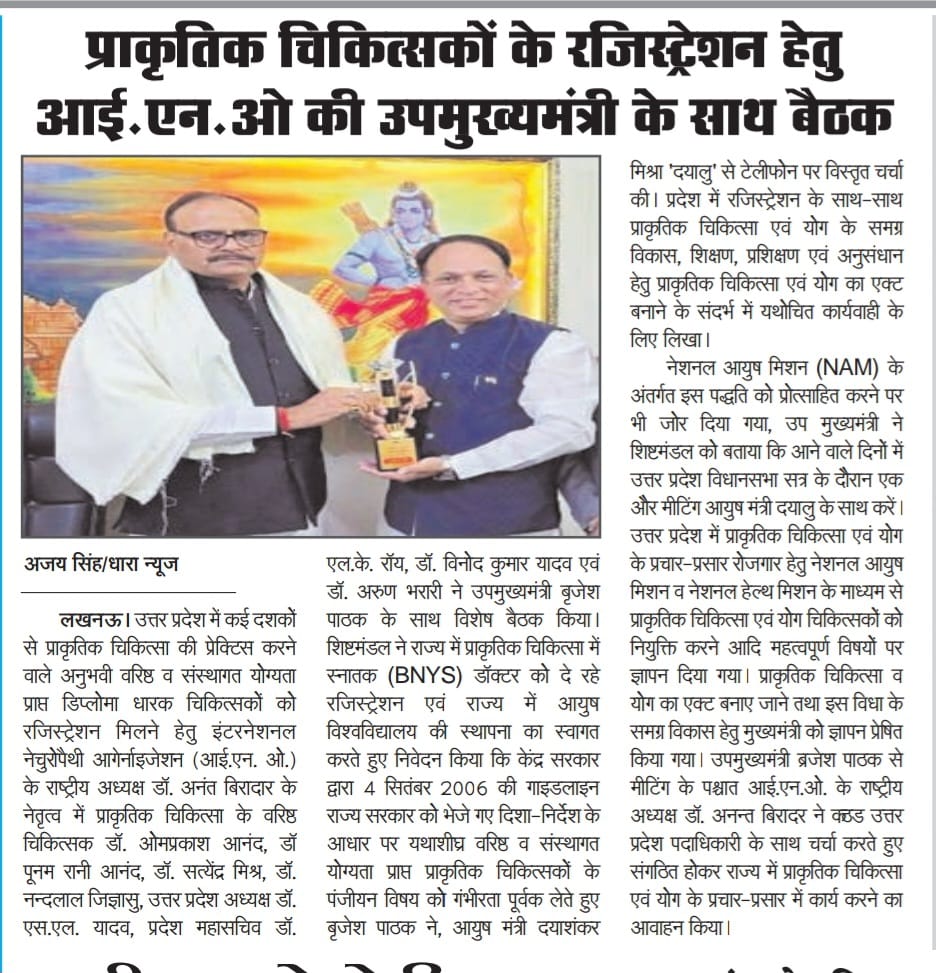 प्राकृतिक चिकित्सकों के रजिस्ट्रेशन हेतु
आई.एन.ओ की उपमुख्यमंत्री के साथ बैठक
अजय सिंह/धारा न्यूज
लखनऊ। उत्तर प्रदेश में कई दशकों
से प्राकृतिक चिकित्सा की प्रेक्टिस करने
वाले अनुभवी वरिष्ठ व संस्थागत योग्यता
प्राप्त डिप्लोमा धारक चिकित्सकों को
रजिस्ट्रेशन मिलने हेतु इंटरनेशनल
नेचुरोपैथी आगेर्नाइजेशन (आई.एन. ओ.)
के राष्ट्रीय अध्यक्ष डॉ. अनंत बिरादार के
नेतृत्व में प्राकृतिक चिकित्सा के वरिष्ठ
चिकित्सक डॉ. ओमप्रकाश आनंद, डॉ
पूनम रानी आनंद, डॉ. सत्येंद्र मिश्र, डॉ.
नन्दलाल जिज्ञासु, उत्तर प्रदेश अध्यक्ष डॉ.
एस.एल. यादव, प्रदेश महासचिव डॉ.
एल.के. रॉय, डॉ. विनोद कुमार यादव एवं
डॉ. अरुण भरारी ने उपमुख्यमंत्री बृजेश
पाठक के साथ विशेष बैठक किया।
शिष्टमंडल ने राज्य में प्राकृतिक चिकित्सा में
स्नातक (BNYS) डॉक्टर को दे रहे
रजिस्ट्रेशन एवं राज्य में आयुष
विश्वविद्यालय की स्थापना का स्वागत
करते हुए निवेदन किया कि केंद्र सरकार
द्वारा 4 सितंबर 2006 की गाइडलाइन
राज्य सरकार को भेजे गए दिशा-निर्देश के
आधार पर यथाशीघ्र वरिष्ठ व संस्थागत
योग्यता प्राप्त प्राकृतिक चिकित्सकों के
पंजीयन विषय को गंभीरता पूर्वक लेते हुए
बृजेश पाठक ने, आयुष मंत्री दयाशंकर
मिश्रा 'दयालु' से टेलीफोन पर विस्तृत चर्चा
की। प्रदेश में रजिस्ट्रेशन के साथ-साथ
प्राकृतिक चिकित्सा एवं योग के समग्र
विकास, शिक्षण, प्रशिक्षण एवं अनुसंधान
हेतु प्राकृतिक चिकित्सा एवं योग का एक्ट
बनाने के संदर्भ में यथोचित कार्यवाही के
लिए लिखा।
नेशनल आयुष मिशन (NAM) के
अंतर्गत इस पद्धति को प्रोत्साहित करने पर
भी जोर दिया गया, उप मुख्यमंत्री ने
शिष्टमंडल को बताया कि आने वाले दिनों में
उत्तर प्रदेश विधानसभा सत्र के दौरान एक
और मीटिंग आयुष मंत्री दयालु के साथ करें।
उत्तर प्रदेश में प्राकृतिक चिकित्सा एवं योग
के प्रचार-प्रसार रोजगार हेतु नेशनल आयुष
मिशन व नेशनल हेल्थ मिशन के माध्यम से
प्राकृतिक चिकित्सा एवं योग चिकित्सकों को
नियुक्ति करने आदि महत्वपूर्ण विषयों पर
ज्ञापन दिया गया। प्राकृतिक चिकित्सा व
योग का एक्ट बनाए जाने तथा इस विधा के
समग्र विकास हेतु मुख्यमंत्री को ज्ञापन प्रेषित
किया गया। उपमुख्यमंत्री ब्रजेश पाठक से
मीटिंग के पश्चात आई.एन.ओ. के राष्ट्रीय
अध्यक्ष डॉ. अनन्त बिरादर ने कठड उत्तर
प्रदेश पदाधिकारी के साथ चर्चा करते हुए
संगठित होकर राज्य में प्राकृतिक चिकित्सा
एवं योग के प्रचार-प्रसार में कार्य करने का
आवाहन किया।